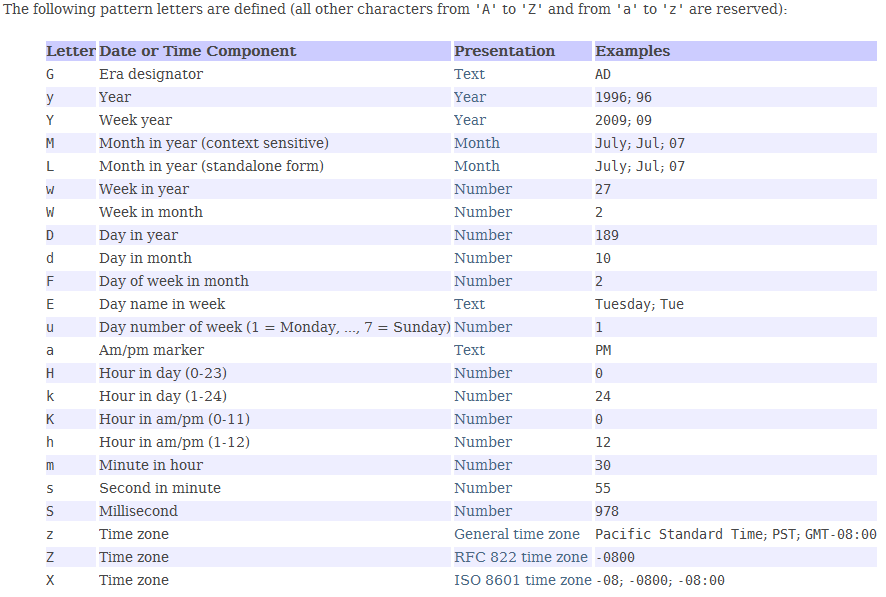 The following pattern letters are defined (all other characters from 'A' to 'Z' and from 'a' to 'z' are reserved):
Letter Date or Time Component Presentation Examples
G Era designator Text AD
y Year Year 1996; 96
Y Week year Year 2009; 09
M Month in year (context sensitive) Month July; Jul; 07
L Month in year (standalone form) Month July; Jul; 07
w Week in year Number 27
W Week in month Number 2
D Day in year Number 189
d Day in month Number 10
F Day of week in month Number 2
E Day name in week Text Tuesday; Tue
u Day number of week (1 = Monday, ..., 7 = Sunday) Number 1
a Am/pm marker Text PM
H Hour in day (0-23) Number 0
k Hour in day (1-24) Number 24
K Hour in am/pm (0-11) Number 0
h Hour in am/pm (1-12) Number 12
m Minute in hour Number 30
s Second in minute Number 55
S Millisecond Number 978
z Time zone General time zone Pacific Standard Time; PST; GMT-08:00
Z Time zone RFC 822 time zone -0800
X Time zone ISO 8601 time zone -08; -0800; -08:00